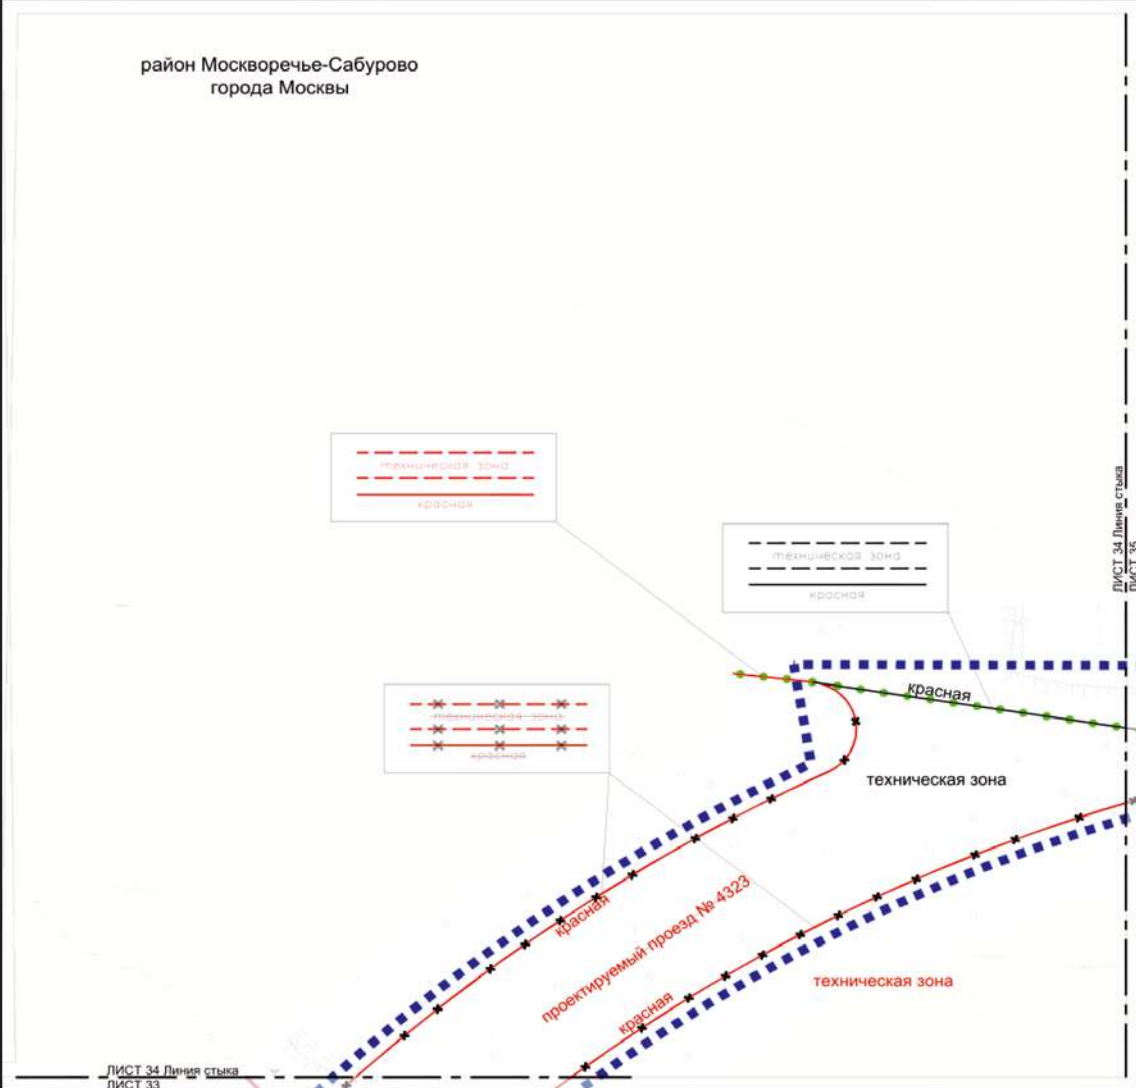 район Москворечье-Сабурово
города Москвы
техническая зона
красная
ЛИСТ 34 Линия стыка
ЛИСТ 35
техническая зона
красная
красная
техническая зона
красная
техническая зона
красная
проектируемый проезд № 4323
красная
техническая зона
ЛИСТ 34 Линия стыка
ЛИСТ 33